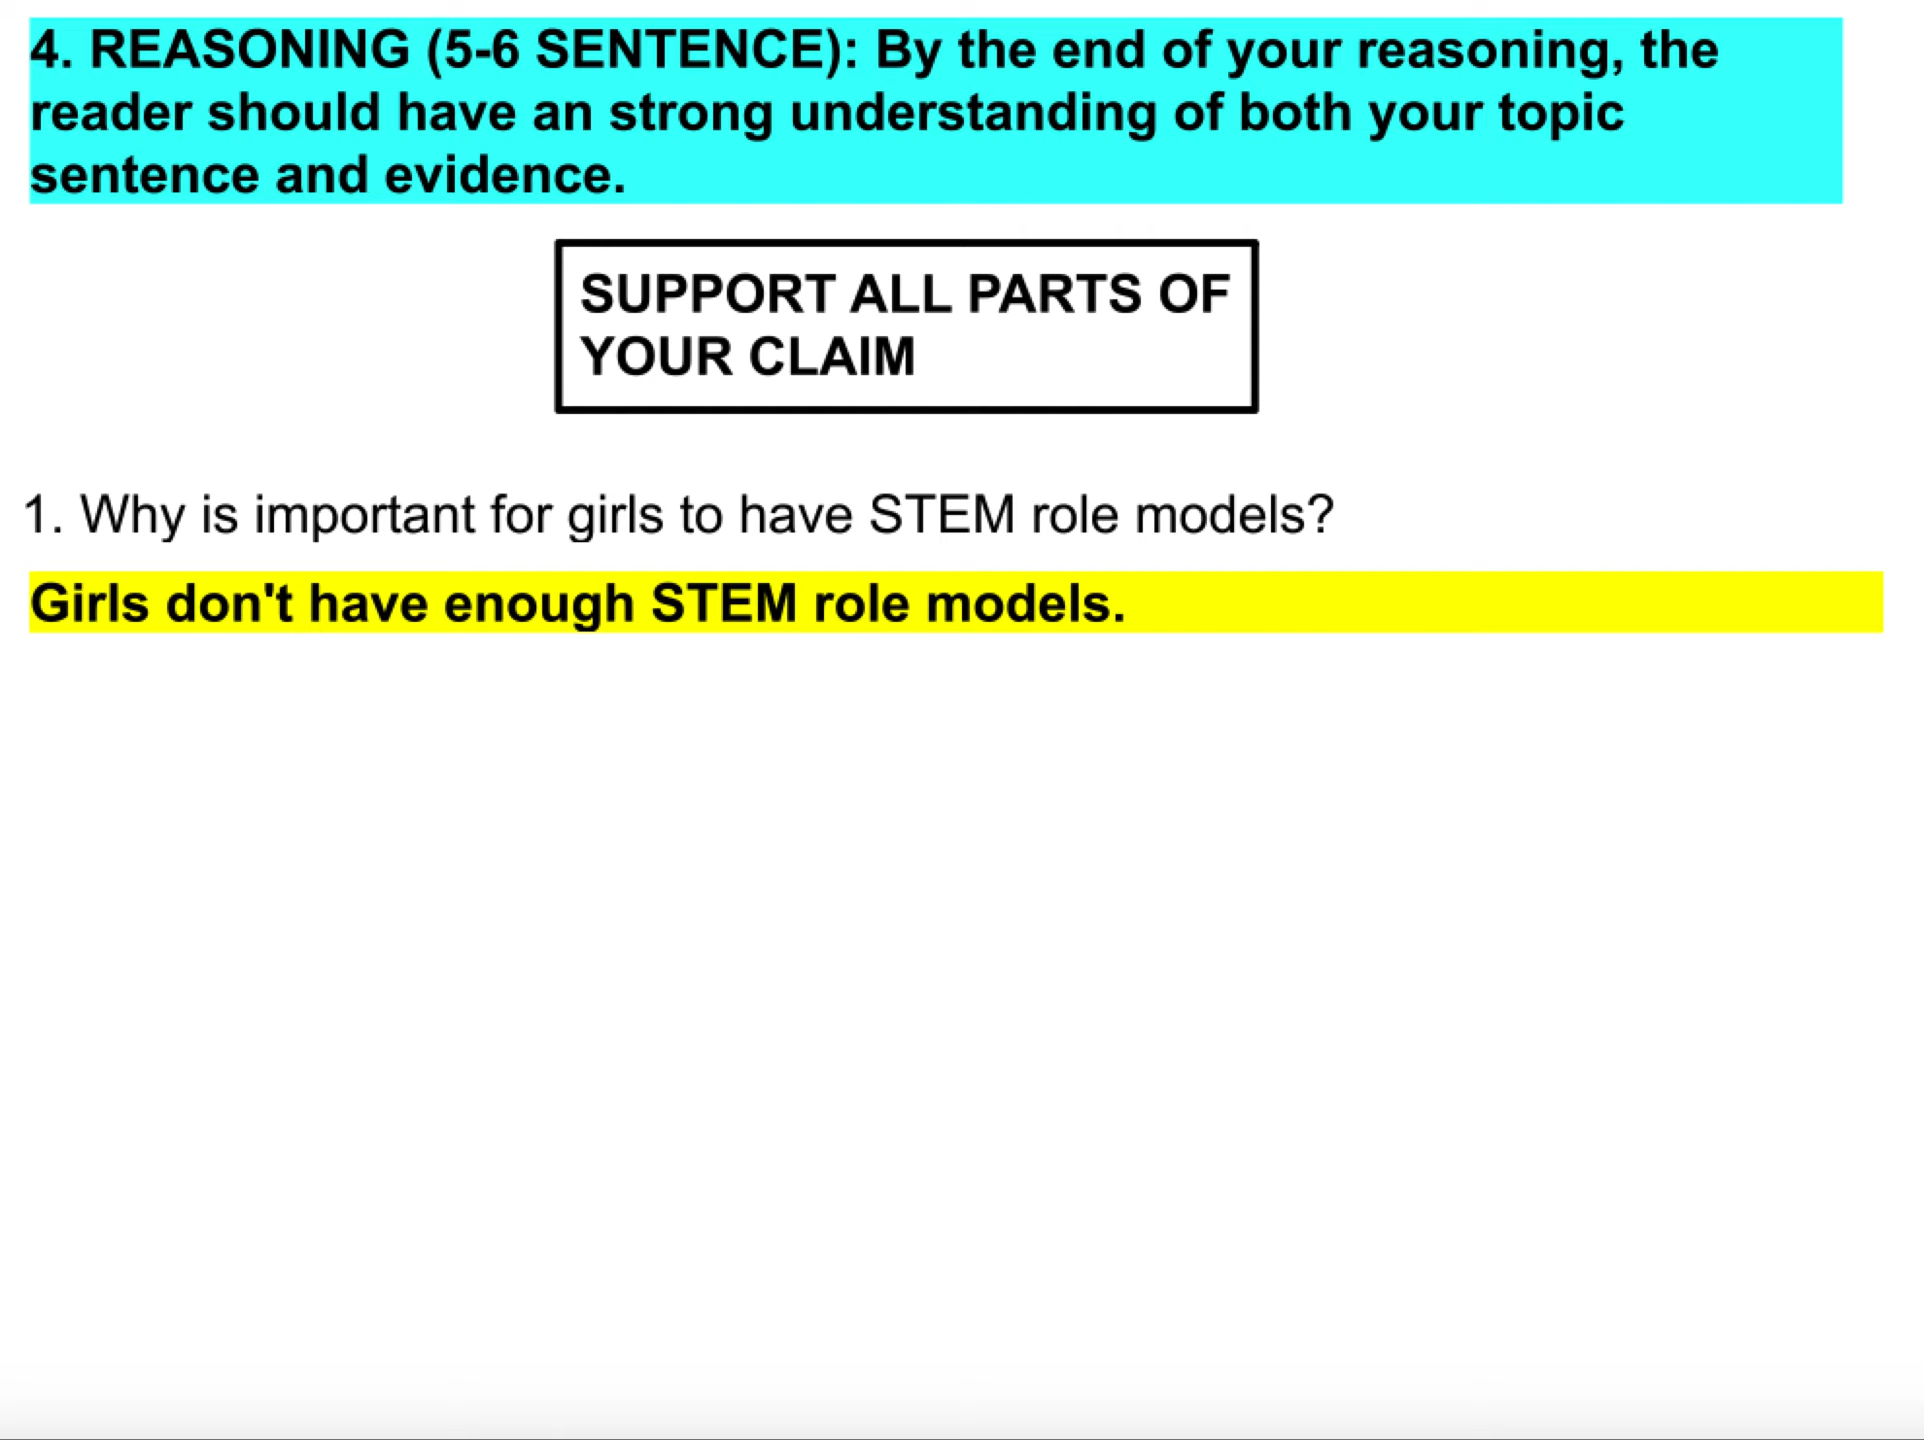 4. REASONING (5-6 SENTENCE): By the end of your reasoning, the
reader should have an strong understanding of both your topic
sentence and evidence.
SUPPORT ALL PARTS OF
YOUR CLAIM
1. Why is important for girls to have STEM role models?
Girls don't have enough STEM role models.